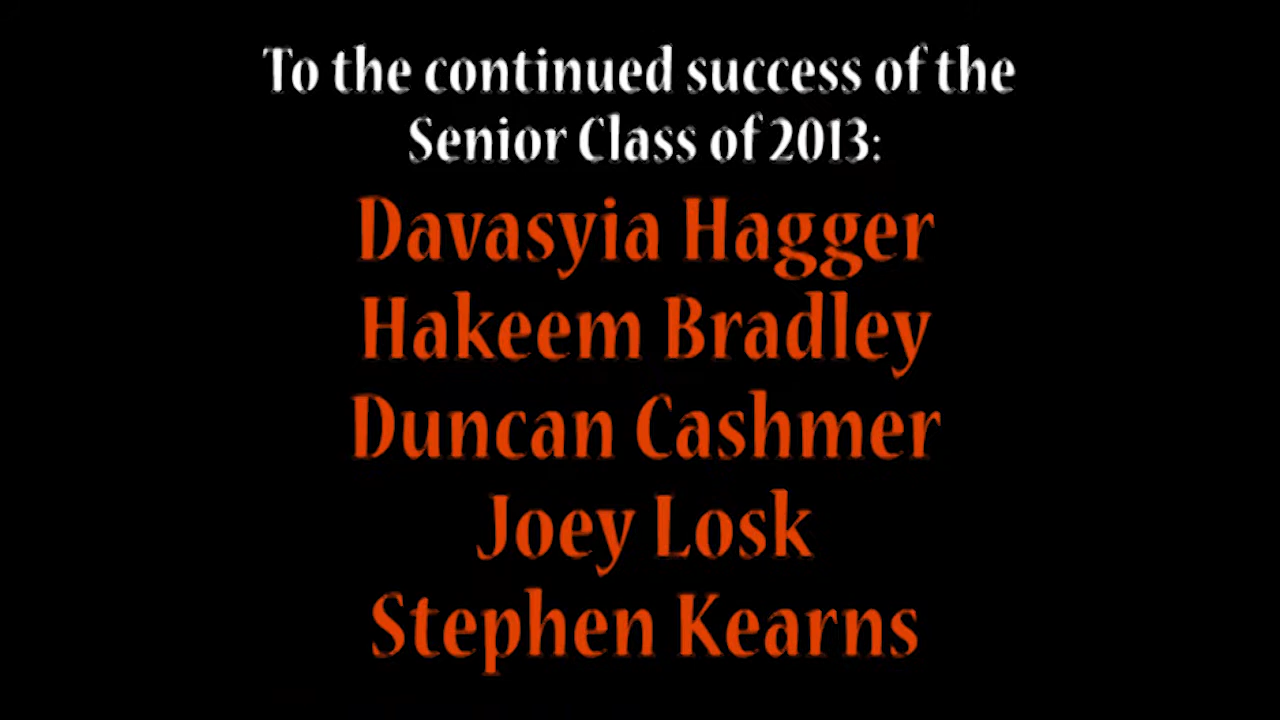 To the continued success of the
Senior Class of 2013:
Davasyia Hagger
Hakeem Bradley
Duncan Cashmer
Joey Losk
Stephen Kearns